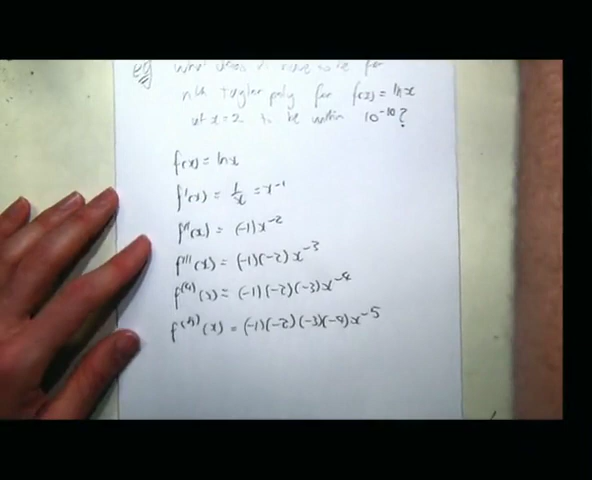 eg What does n have to be for
nth Taylor poly for f(x) = ln x
at x=2 to be within 10^-10?
f(x) = ln x
f'(x) = 1/x = x^-1
f''(x) = (-1)x^-2
f'''(x) = (-1)(-2)x^-3
f^(4)(x) = (-1)(-2)(-3)x^-4
f^(5)(x) = (-1)(-2)(-3)(-4)x^-5